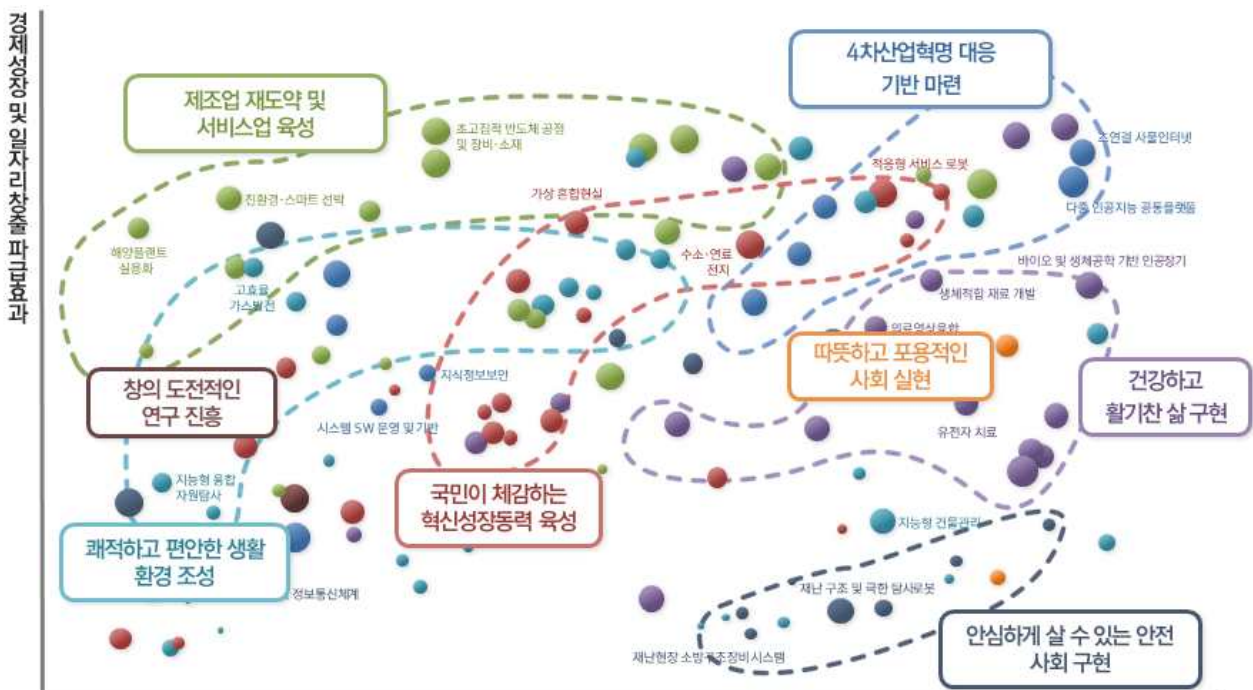 경제성장 및 일자리 창출 파급효과
4차산업혁명 대응
기반 마련
제조업 재도약 및
서비스업 육성
초고집적 반도체 공정
및 장비·소재
초연결 사물인터넷
적응형 서비스 로봇
친환경·스마트 선박
가상 혼합현실
다중 인공지능 공통플랫폼
해양플랜트
실용화
수소·연료
전지
바이오 및 생체공학 기반 인공장기
고효율
가스발전
생체적합 재료 개발
의료영상융합
따뜻하고 포용적인
사회 실현
창의 도전적인
연구 진흥
지식정보보안
건강하고
활기찬 삶 구현
시스템 SW 운영 및 기반
유전자 치료
지능형 융합
자원탐사
국민이 체감하는
혁신성장동력 육성
지능형 건물관리
쾌적하고 편안한 생활
환경 조성
정보통신체계
재난 구조 및 극한 탐사로봇
안심하게 살 수 있는 안전
사회 구현
재난현장 소방구조장비 시스템